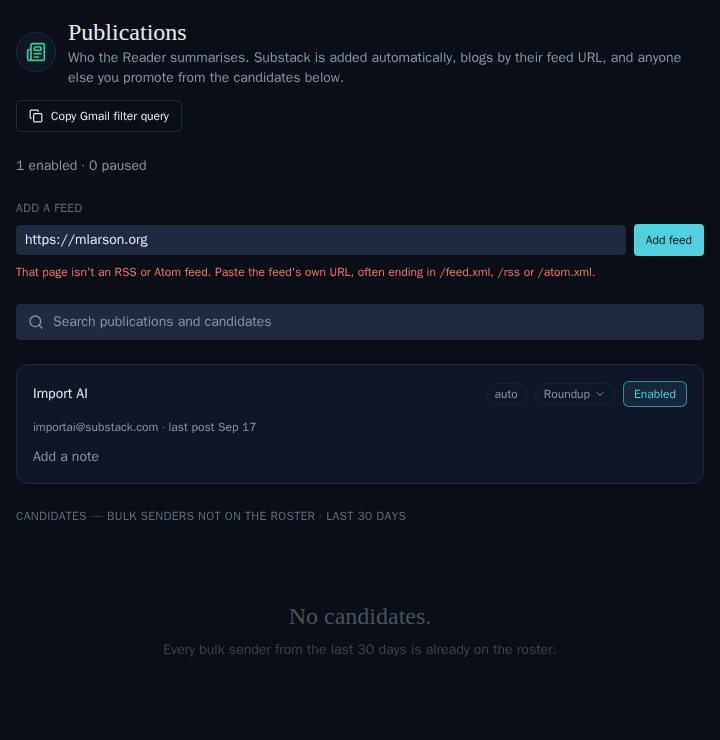 Publications
Who the Reader summarises. Substack is added automatically, blogs by their feed URL, and anyone
else you promote from the candidates below.
Copy Gmail filter query
1 enabled · 0 paused
ADD A FEED
https://mlarson.org
Add feed
That page isn't an RSS or Atom feed. Paste the feed's own URL, often ending in /feed.xml, /rss or /atom.xml.
Search publications and candidates
Import AI
auto
Roundup
Enabled
importai@substack.com · last post Sep 17
Add a note
CANDIDATES — BULK SENDERS NOT ON THE ROSTER · LAST 30 DAYS
No candidates.
Every bulk sender from the last 30 days is already on the roster.